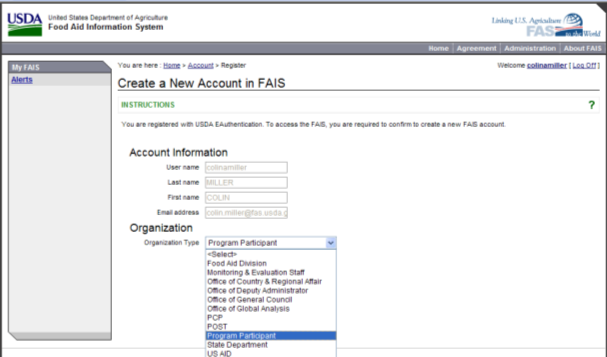 USDA United States Department of Agriculture
Food Aid Information System
Linking U.S. Agriculture
FAS to the World
Home | Agreement | Administration | About FAIS
My FAIS
Alerts
You are here : Home > Account > Register
Welcome colinamiller [ Log Off ]
Create a New Account in FAIS
INSTRUCTIONS
?
You are registered with USDA EAuthentication. To access the FAIS, you are required to confirm to create a new FAIS account.
Account Information
User name colinamiller
Last name MILLER
First name COLIN
Email address colin.miller@fas.usda.g
Organization
Organization Type Program Participant
<Select>
Food Aid Division
Monitoring & Evaluation Staff
Office of Country & Regional Affair
Office of Deputy Administrator
Office of General Council
Office of Global Analysis
PCP
POST
Program Participant
State Department
US AID